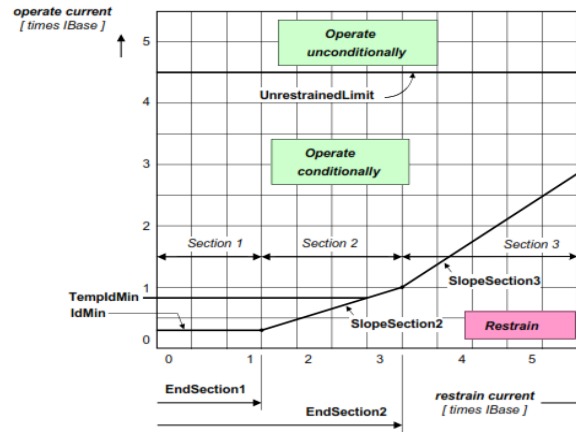 operate current
[ times IBase ]
Operate
unconditionally
5
UnrestrainedLimit
4
Operate
conditionally
3
2
Section 1
Section 2
Section 3
1
SlopeSection3
TempIdMin
IdMin
SlopeSection2
Restrain
0
0
1
2
3
4
5
EndSection1
restrain current
[ times IBase ]
EndSection2